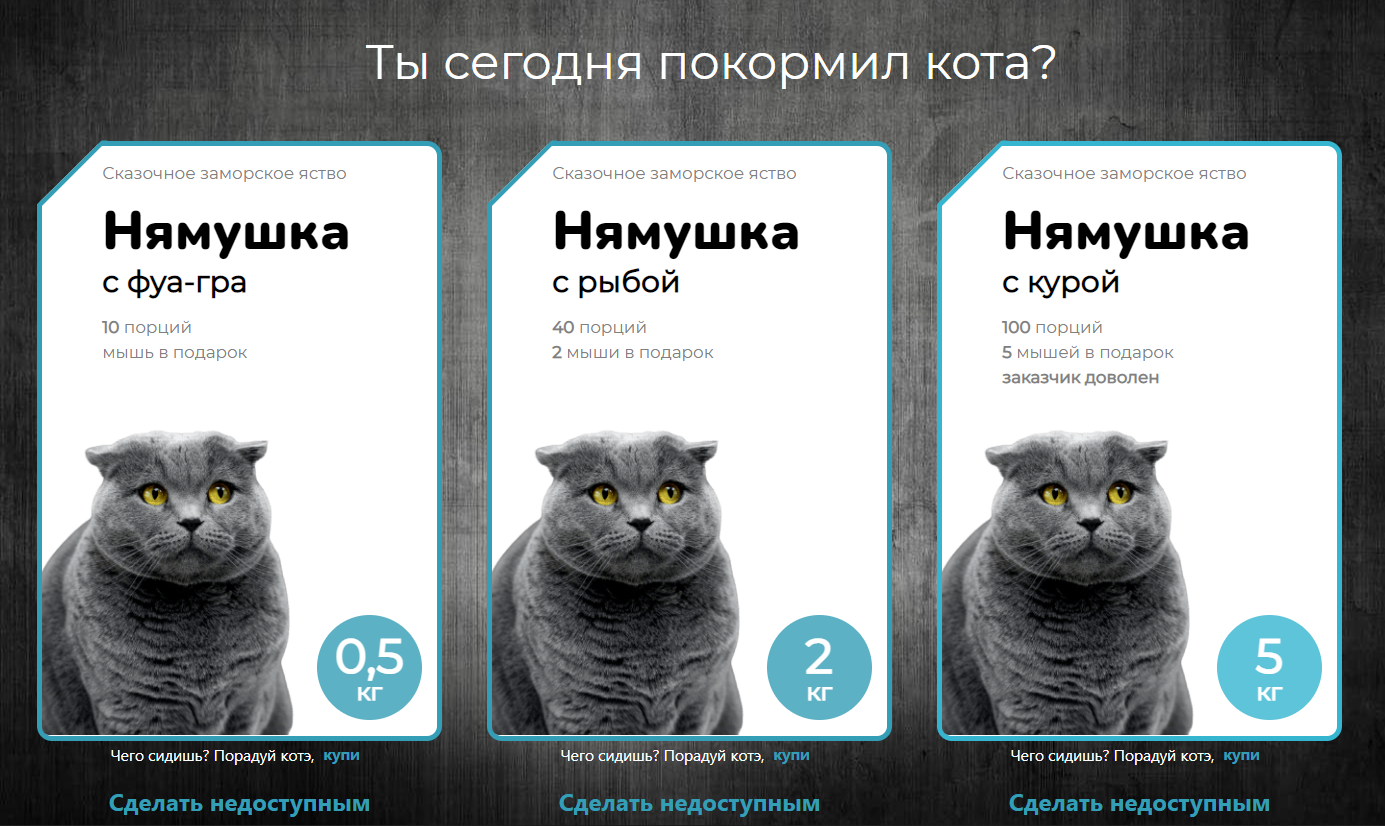 Ты сегодня покормил кота?
Сказочное заморское яство
Нямушка
с фуа-гра
10 порций
мышь в подарок
0,5
кг
Чего сидишь? Порадуй котэ, купи
Сделать недоступным
Сказочное заморское яство
Нямушка
с рыбой
40 порций
2 мыши в подарок
2
кг
Чего сидишь? Порадуй котэ, купи
Сделать недоступным
Сказочное заморское яство
Нямушка
с курой
100 порций
5 мышей в подарок
заказчик доволен
5
кг
Чего сидишь? Порадуй котэ, купи
Сделать недоступным